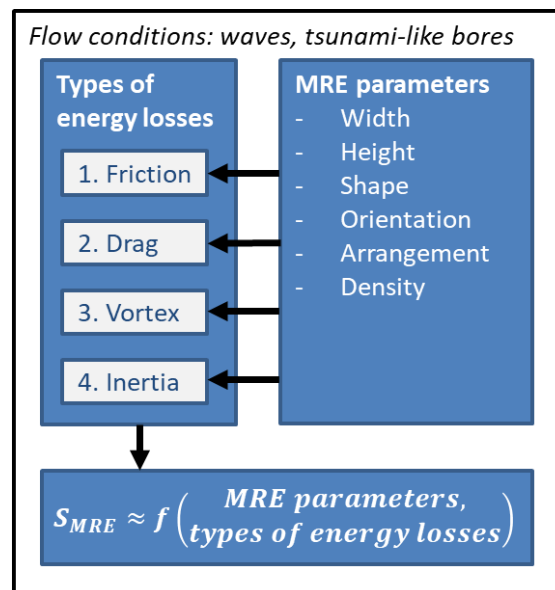 Flow conditions: waves, tsunami-like bores
Types of
energy losses
1. Friction
2. Drag
3. Vortex
4. Inertia
MRE parameters
- Width
- Height
- Shape
- Orientation
- Arrangement
- Density
S_MRE ≈ f (MRE parameters,
types of energy losses)